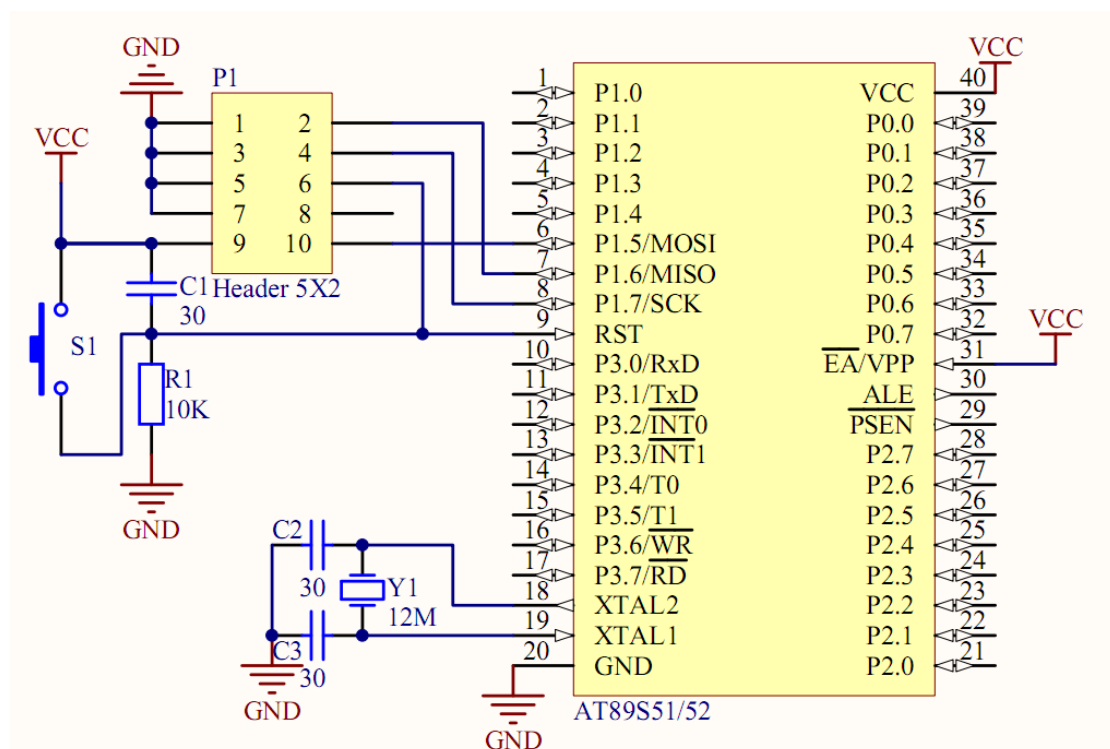 GND
P1
VCC
1 2
3 4
5 6
7 8
9 10
Header 5X2
C1
30
S1
R1
10K
GND
C2
30
Y1
12M
C3
30
GND
GND
VCC
VCC
1 P1.0 VCC 40
2 P1.1 P0.0 39
3 P1.2 P0.1 38
4 P1.3 P0.2 37
5 P1.4 P0.3 36
6 P1.5/MOSI P0.4 35
7 P1.6/MISO P0.5 34
8 P1.7/SCK P0.6 33
9 RST P0.7 32
10 P3.0/RxD EA/VPP 31
11 P3.1/TxD ALE 30
12 P3.2/INT0 PSEN 29
13 P3.3/INT1 P2.7 28
14 P3.4/T0 P2.6 27
15 P3.5/T1 P2.5 26
16 P3.6/WR P2.4 25
17 P3.7/RD P2.3 24
18 XTAL2 P2.2 23
19 XTAL1 P2.1 22
20 GND P2.0 21
AT89S51/52